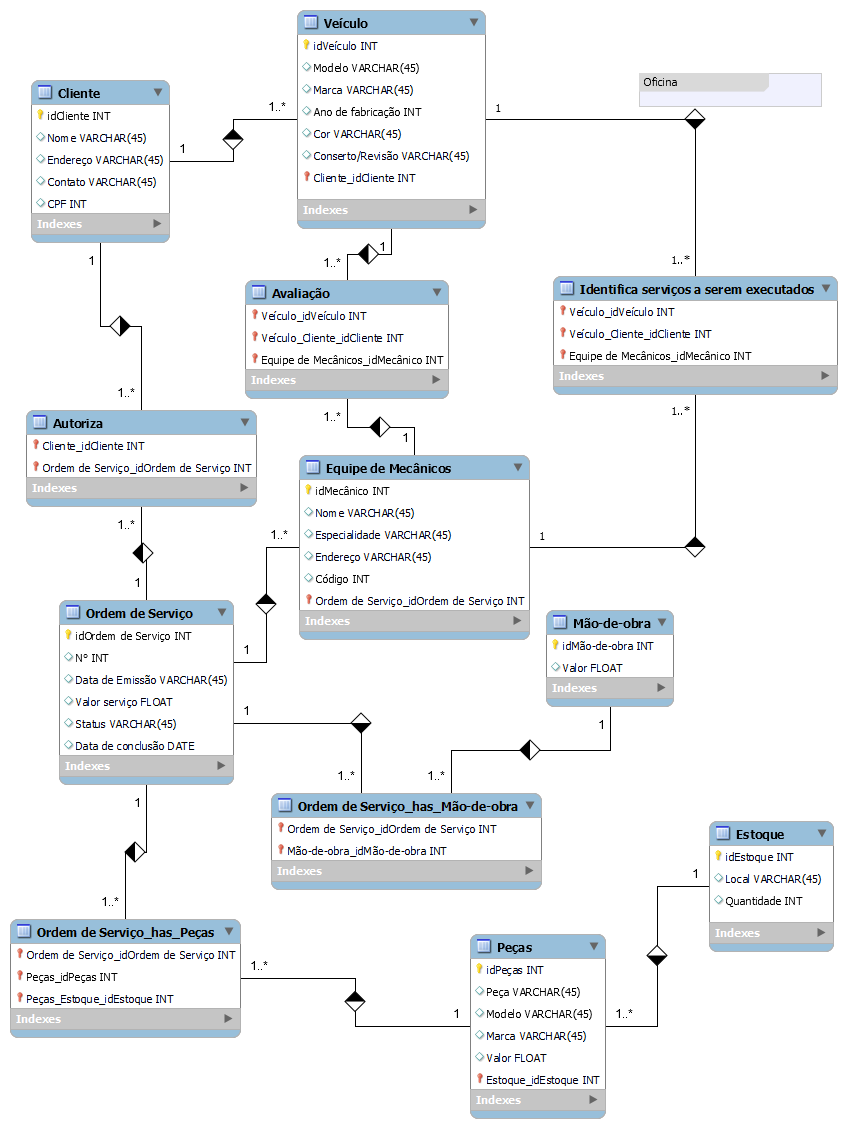 Veículo
idVeículo INT
Modelo VARCHAR(45)
Marca VARCHAR(45)
Ano de fabricação INT
Cor VARCHAR(45)
Conserto/Revisão VARCHAR(45)
Cliente_idCliente INT
Indexes
Oficina
Cliente
idCliente INT
Nome VARCHAR(45)
Endereço VARCHAR(45)
Contato VARCHAR(45)
CPF INT
Indexes
1
1..*
1
1..*
1
1..*
Avaliação
Veículo_idVeículo INT
Veículo_Cliente_idCliente INT
Equipe de Mecânicos_idMecânico INT
Indexes
Identifica serviços a serem executados
Veículo_idVeículo INT
Veículo_Cliente_idCliente INT
Equipe de Mecânicos_idMecânico INT
Indexes
1
1..*
1..*
1
1..*
1
Autoriza
Cliente_idCliente INT
Ordem de Serviço_idOrdem de Serviço INT
Indexes
1..*
1
Equipe de Mecânicos
idMecânico INT
Nome VARCHAR(45)
Especialidade VARCHAR(45)
Endereço VARCHAR(45)
Código INT
Ordem de Serviço_idOrdem de Serviço INT
Indexes
1..*
1
Ordem de Serviço
idOrdem de Serviço INT
Nº INT
Data de Emissão VARCHAR(45)
Valor serviço FLOAT
Status VARCHAR(45)
Data de conclusão DATE
Indexes
Mão-de-obra
idMão-de-obra INT
Valor FLOAT
Indexes
1
1..*
1
1..*
Ordem de Serviço_has_Mão-de-obra
Ordem de Serviço_idOrdem de Serviço INT
Mão-de-obra_idMão-de-obra INT
Indexes
1
1..*
Estoque
idEstoque INT
Local VARCHAR(45)
Quantidade INT
Indexes
1
1..*
Ordem de Serviço_has_Peças
Ordem de Serviço_idOrdem de Serviço INT
Peças_idPeças INT
Peças_Estoque_idEstoque INT
Indexes
1..*
1
Peças
idPeças INT
Peça VARCHAR(45)
Modelo VARCHAR(45)
Marca VARCHAR(45)
Valor FLOAT
Estoque_idEstoque INT
Indexes